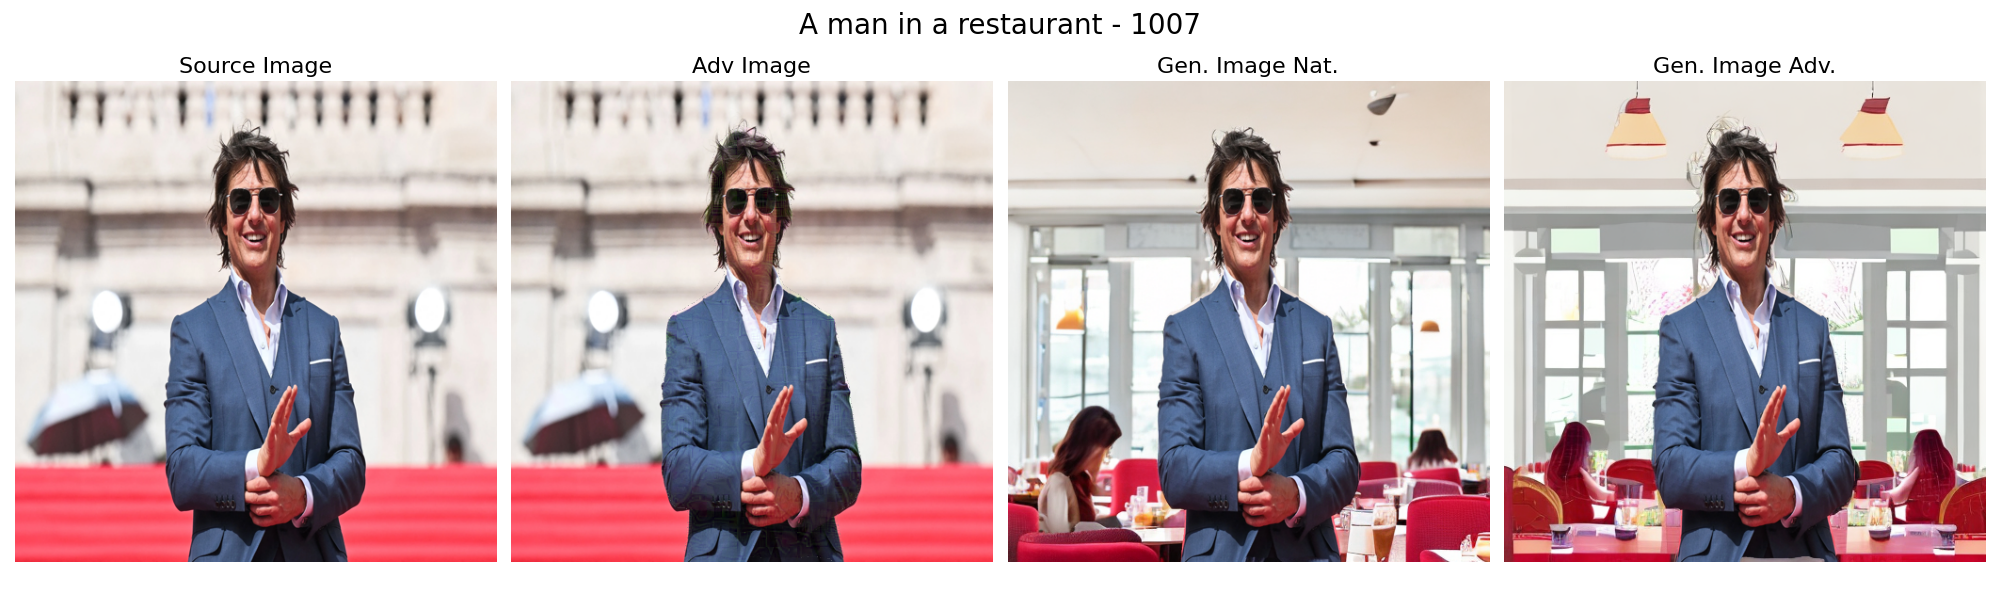 A man in a restaurant - 1007
Source Image
Adv Image
Gen. Image Nat.
Gen. Image Adv.